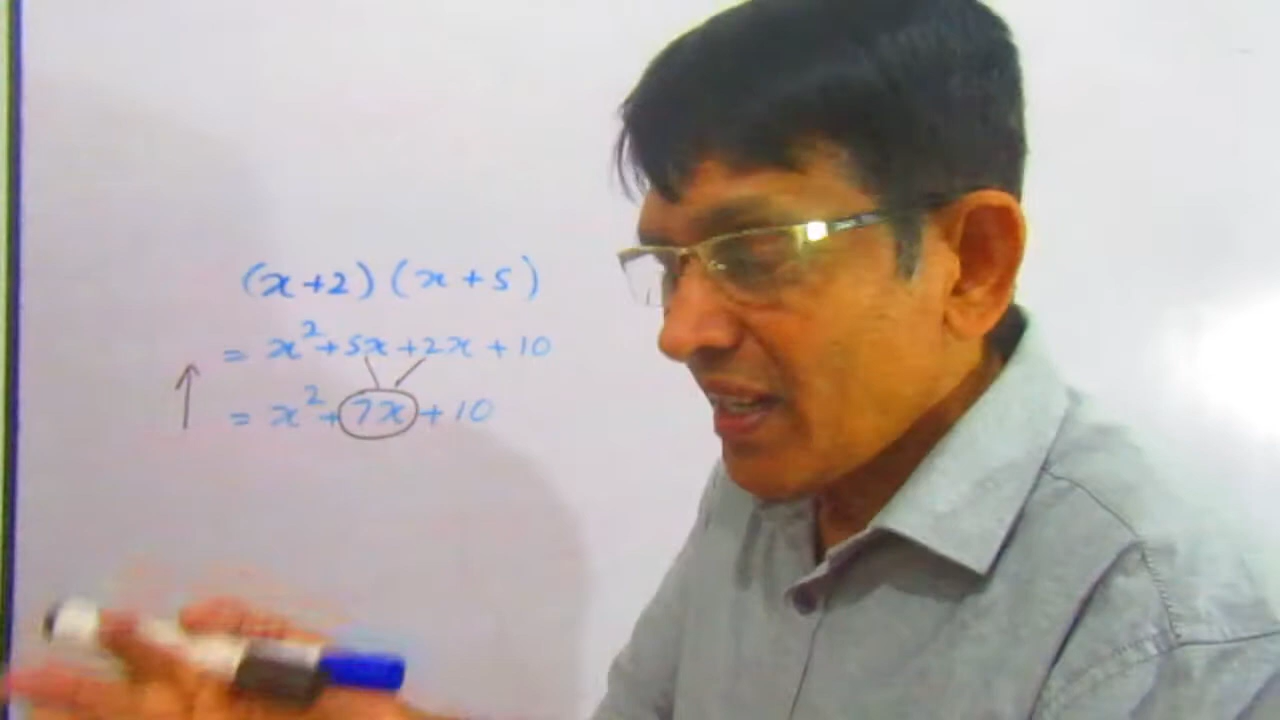 (x+2) (x+5)
= x²+5x+2x+10
= x²+7x+10